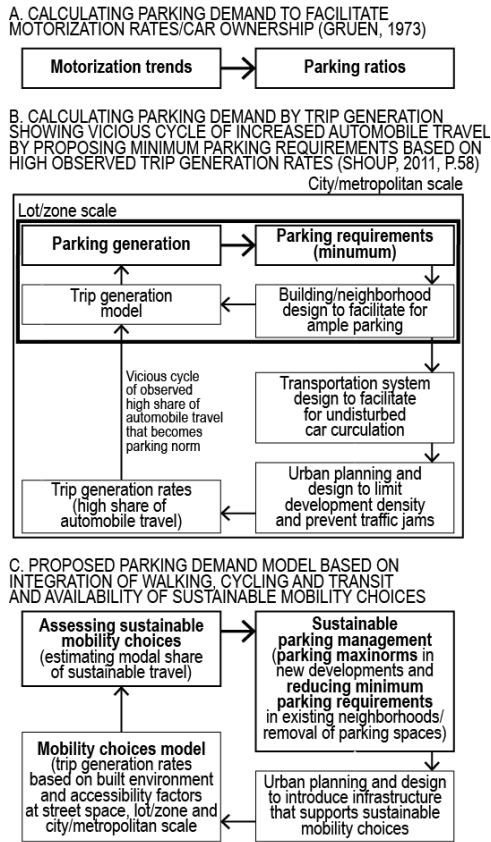 A. CALCULATING PARKING DEMAND TO FACILITATE
MOTORIZATION RATES/CAR OWNERSHIP (GRUEN, 1973)
Motorization trends
Parking ratios
B. CALCULATING PARKING DEMAND BY TRIP GENERATION
SHOWING VICIOUS CYCLE OF INCREASED AUTOMOBILE TRAVEL
BY PROPOSING MINIMUM PARKING REQUIREMENTS BASED ON
HIGH OBSERVED TRIP GENERATION RATES (SHOUP, 2011, P.58)
City/metropolitan scale
Lot/zone scale
Parking generation
Parking requirements
(minumum)
Trip generation
model
Building/neighborhood
design to facilitate for
ample parking
Vicious cycle
of observed
high share of
automobile travel
that becomes
parking norm
Transportation system
design to facilitate
for undisturbed
car curculation
Trip generation rates
(high share of
automobile travel)
Urban planning and
design to limit
development density
and prevent traffic jams
C. PROPOSED PARKING DEMAND MODEL BASED ON
INTEGRATION OF WALKING, CYCLING AND TRANSIT
AND AVAILABILITY OF SUSTAINABLE MOBILITY CHOICES
Assessing sustainable
mobility choices
(estimating modal share
of sustainable travel)
Sustainable
parking management
(parking maxinorms in
new developments and
reducing minimum
parking requirements
in existing neighborhoods/
removal of parking spaces)
Mobility choices model
(trip generation rates
based on built environment
and accessibility factors
at street space, lot/zone and
city/metropolitan scale
Urban planning and design
to introduce infrastructure
that supports sustainable
mobility choices